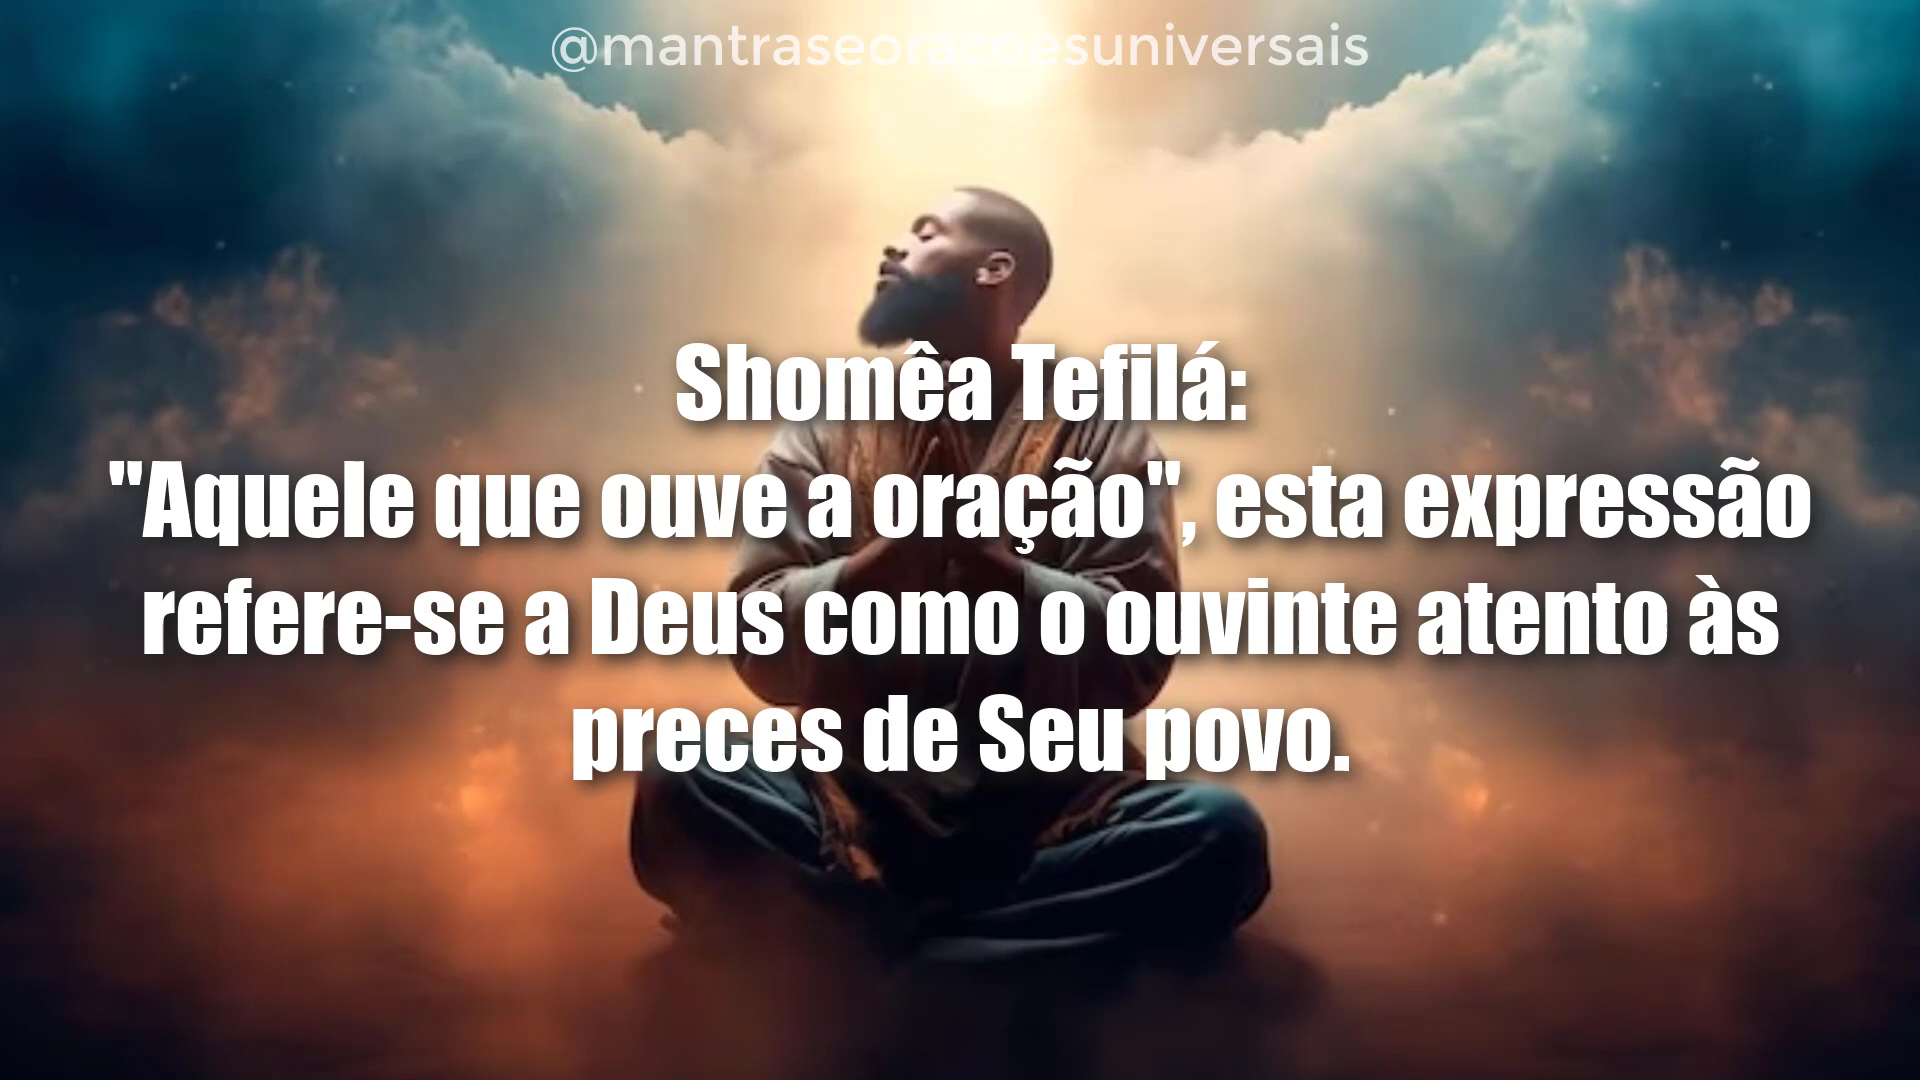 @mantraseoracoesuniversais
Shomêa Tefilá:
"Aquele que ouve a oração", esta expressão
refere-se a Deus como o ouvinte atento às
preces de Seu povo.